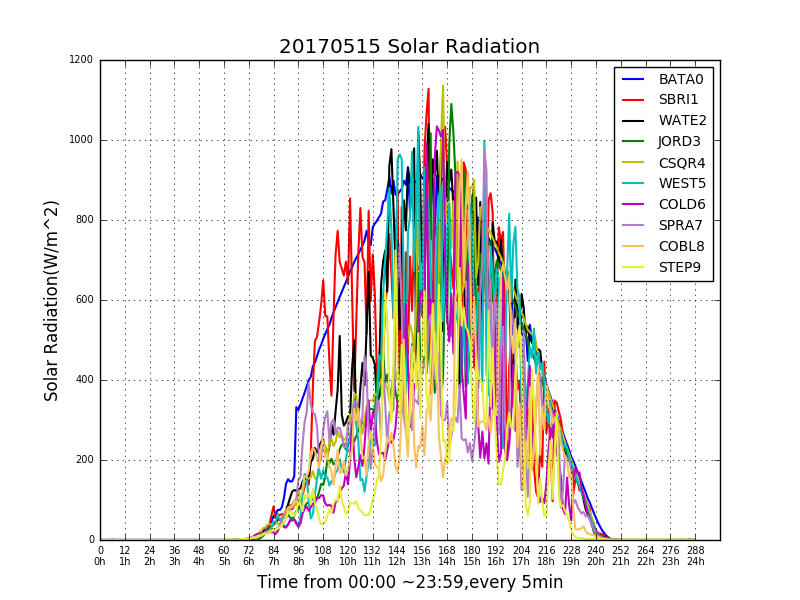 20170515 Solar Radiation
1200
1000
800
600
400
200
0
Solar Radiation(W/m^2)
BATA0
SBRI1
WATE2
JORD3
CSQR4
WEST5
COLD6
SPRA7
COBL8
STEP9
0 12 24 36 48 60 72 84 96 108 120 132 144 156 168 180 192 204 216 228 240 252 264 276 288
0h 1h 2h 3h 4h 5h 6h 7h 8h 9h 10h 11h 12h 13h 14h 15h 16h 17h 18h 19h 20h 21h 22h 23h 24h
Time from 00:00 ~23:59,every 5min